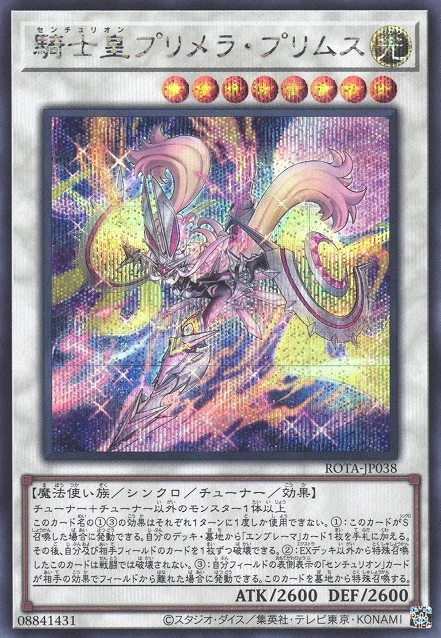 センチュリオン
騎士皇プリメラ・プリムス
光
ROTA-JP038
【魔法使い族／シンクロ／チューナー／効果】
チューナー＋チューナー以外のモンスター1体以上
このカード名の①③の効果はそれぞれ1ターンに1度しか使用できない。①：このカードがS
召喚した場合に発動できる。自分のデッキ・墓地から「エンブレーマ」カード1枚を手札に加える。
その後、自分及び相手フィールドのカードを1枚ずつ破壊できる。②：EXデッキ以外から特殊召喚
したこのカードは戦闘では破壊されない。③：自分フィールドの表側表示の「センチュリオン」カード
が相手の効果でフィールドから離れた場合に発動できる。このカードを墓地から特殊召喚する。
ATK/2600 DEF/2600
08841431
©スタジオ・ダイス/集英社・テレビ東京・KONAMI